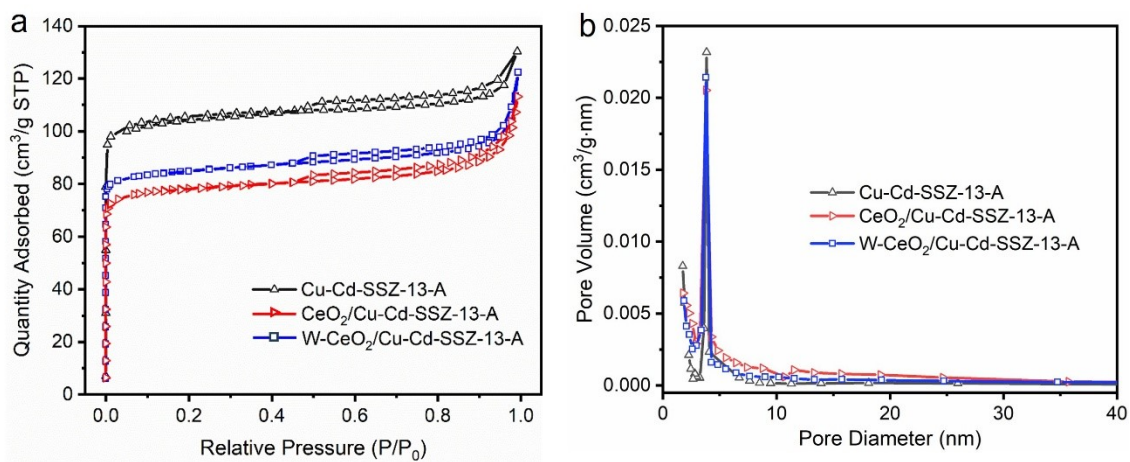 a
Quantity Adsorbed (cm³/g STP)
140
120
100
80
60
40
20
0
0.0
0.2
0.4
0.6
0.8
1.0
Relative Pressure (P/P₀)
Cu-Cd-SSZ-13-A
CeO₂/Cu-Cd-SSZ-13-A
W-CeO₂/Cu-Cd-SSZ-13-A
b
Pore Volume (cm³/g·nm)
0.025
0.020
0.015
0.010
0.005
0.000
0
10
20
30
40
Pore Diameter (nm)
Cu-Cd-SSZ-13-A
CeO₂/Cu-Cd-SSZ-13-A
W-CeO₂/Cu-Cd-SSZ-13-A